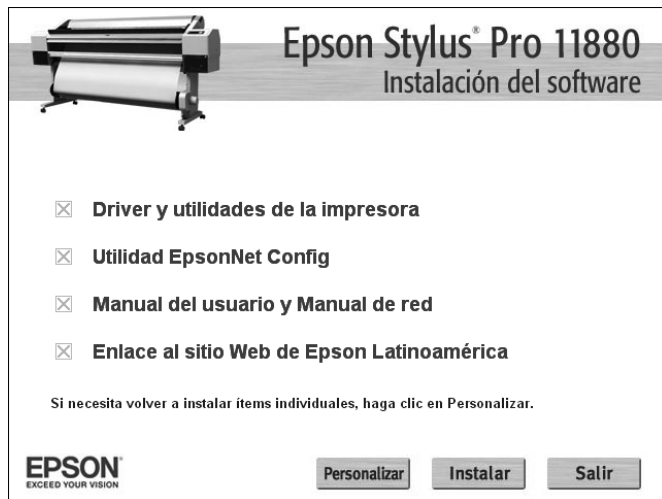 Epson Stylus® Pro 11880
Instalación del software
Driver y utilidades de la impresora
Utilidad EpsonNet Config
Manual del usuario y Manual de red
Enlace al sitio Web de Epson Latinoamérica
Si necesita volver a instalar ítems individuales, haga clic en Personalizar.
EPSON®
EXCEED YOUR VISION
Personalizar
Instalar
Salir